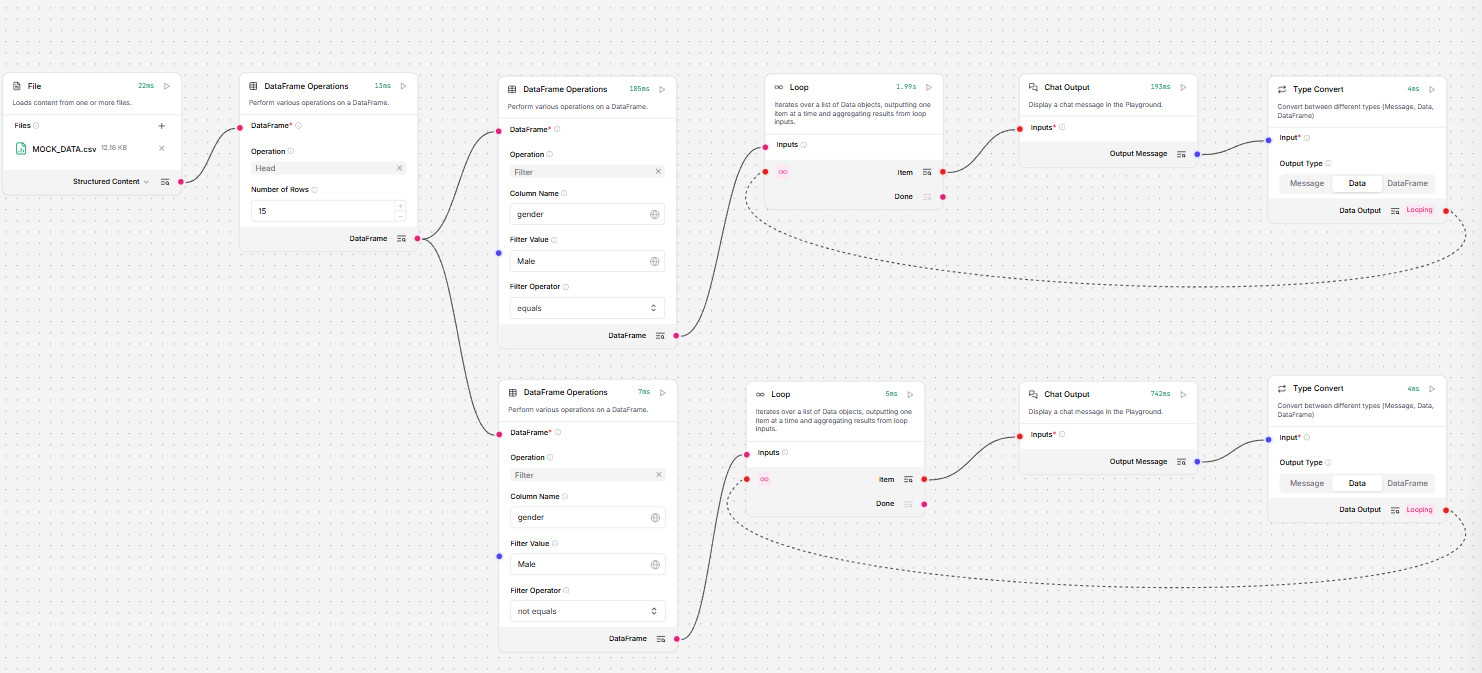 File 22ms
Loads content from one or more files.
Files
MOCK_DATA.csv 12.16 KB
Structured Content
DataFrame Operations 13ms
Perform various operations on a DataFrame.
DataFrame*
Operation
Head
Number of Rows
15
DataFrame
DataFrame Operations 185ms
Perform various operations on a DataFrame.
DataFrame*
Operation
Filter
Column Name
gender
Filter Value
Male
Filter Operator
equals
DataFrame
Loop 1.99s
Iterates over a list of Data objects, outputting one
item at a time and aggregating results from loop
inputs.
Inputs
Item
Done
Chat Output 193ms
Display a chat message in the Playground.
Inputs*
Output Message
Type Convert 4ms
Convert between different types (Message, Data,
DataFrame)
Input*
Output Type
Message Data DataFrame
Data Output Looping
DataFrame Operations 7ms
Perform various operations on a DataFrame.
DataFrame*
Operation
Filter
Column Name
gender
Filter Value
Male
Filter Operator
not equals
DataFrame
Loop 5ms
Iterates over a list of Data objects, outputting one
item at a time and aggregating results from loop
inputs.
Inputs
Item
Done
Chat Output 742ms
Display a chat message in the Playground.
Inputs*
Output Message
Type Convert 4ms
Convert between different types (Message, Data,
DataFrame)
Input*
Output Type
Message Data DataFrame
Data Output Looping